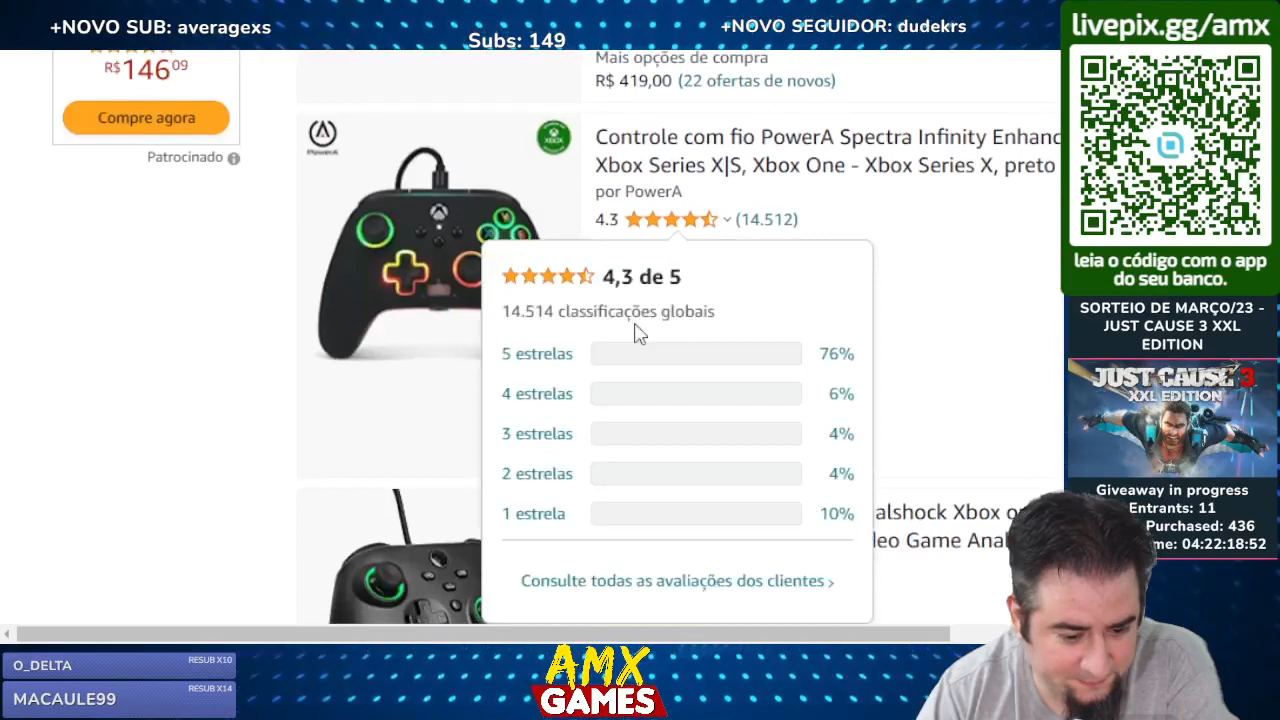 +NOVO SUB: averagexs
Subs: 149
+NOVO SEGUIDOR: dudekrs
livepix.gg/amx
leia o código com o app
do seu banco.
R$14609
Compre agora
Patrocinado
Mais opções de compra
R$ 419,00 (22 ofertas de novos)
POWERA
XBOX
Controle com fio PowerA Spectra Infinity Enhanc
Xbox Series X|S, Xbox One - Xbox Series X, preto
por PowerA
4.3 (14.512)
4,3 de 5
14.514 classificações globais
5 estrelas 76%
4 estrelas 6%
3 estrelas 4%
2 estrelas 4%
1 estrela 10%
Consulte todas as avaliações dos clientes ›
alshock Xbox o
eo Game Ana
SORTEIO DE MARÇO/23 -
JUST CAUSE 3 XXL
EDITION
JUST CAUSE 3
XXL EDITION
Giveaway in progress
Entrants: 11
Purchased: 436
me: 04:22:18:52
O_DELTA RESUB X10
MACAULE99 RESUB X14
AMX
GAMES